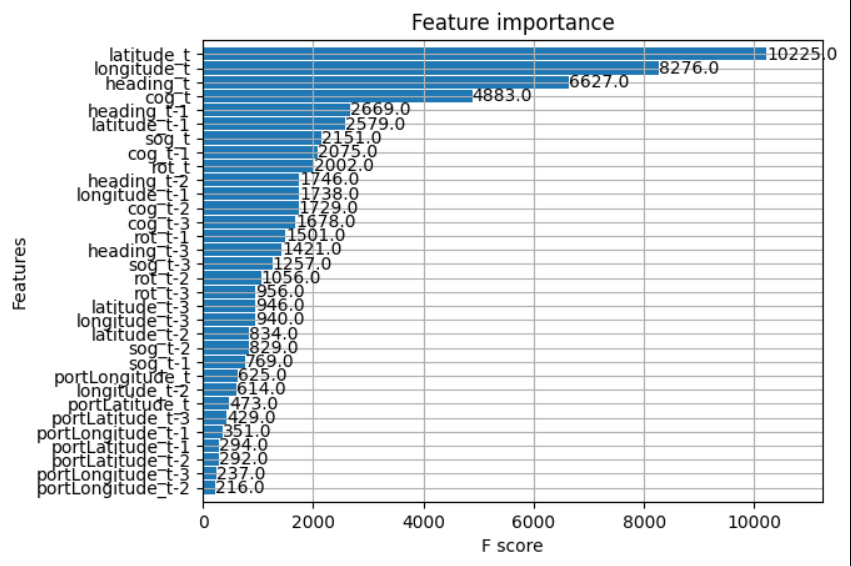 Feature importance
latitude_t 10225.0
longitude_t 8276.0
heading_t 6627.0
cog_t 4883.0
heading_t-1 2669.0
latitude_t-1 2579.0
sog_t 2151.0
cog_t-1 2075.0
rot_t 2002.0
heading_t-2 1746.0
longitude_t-1 1738.0
cog_t-2 1729.0
cog_t-3 1678.0
rot_t-1 1501.0
heading_t-3 1421.0
sog_t-3 1257.0
rot_t-2 1056.0
rot_t-3 956.0
latitude_t-3 946.0
longitude_t-3 940.0
latitude_t-2 834.0
sog_t-2 829.0
sog_t-1 769.0
portLongitude_t 625.0
longitude_t-2 614.0
portLatitude_t 473.0
portLatitude_t-3 429.0
portLongitude_t-1 351.0
portLatitude_t-1 294.0
portLatitude_t-2 292.0
portLongitude_t-3 237.0
portLongitude_t-2 216.0
Features
0 2000 4000 6000 8000 10000
F score